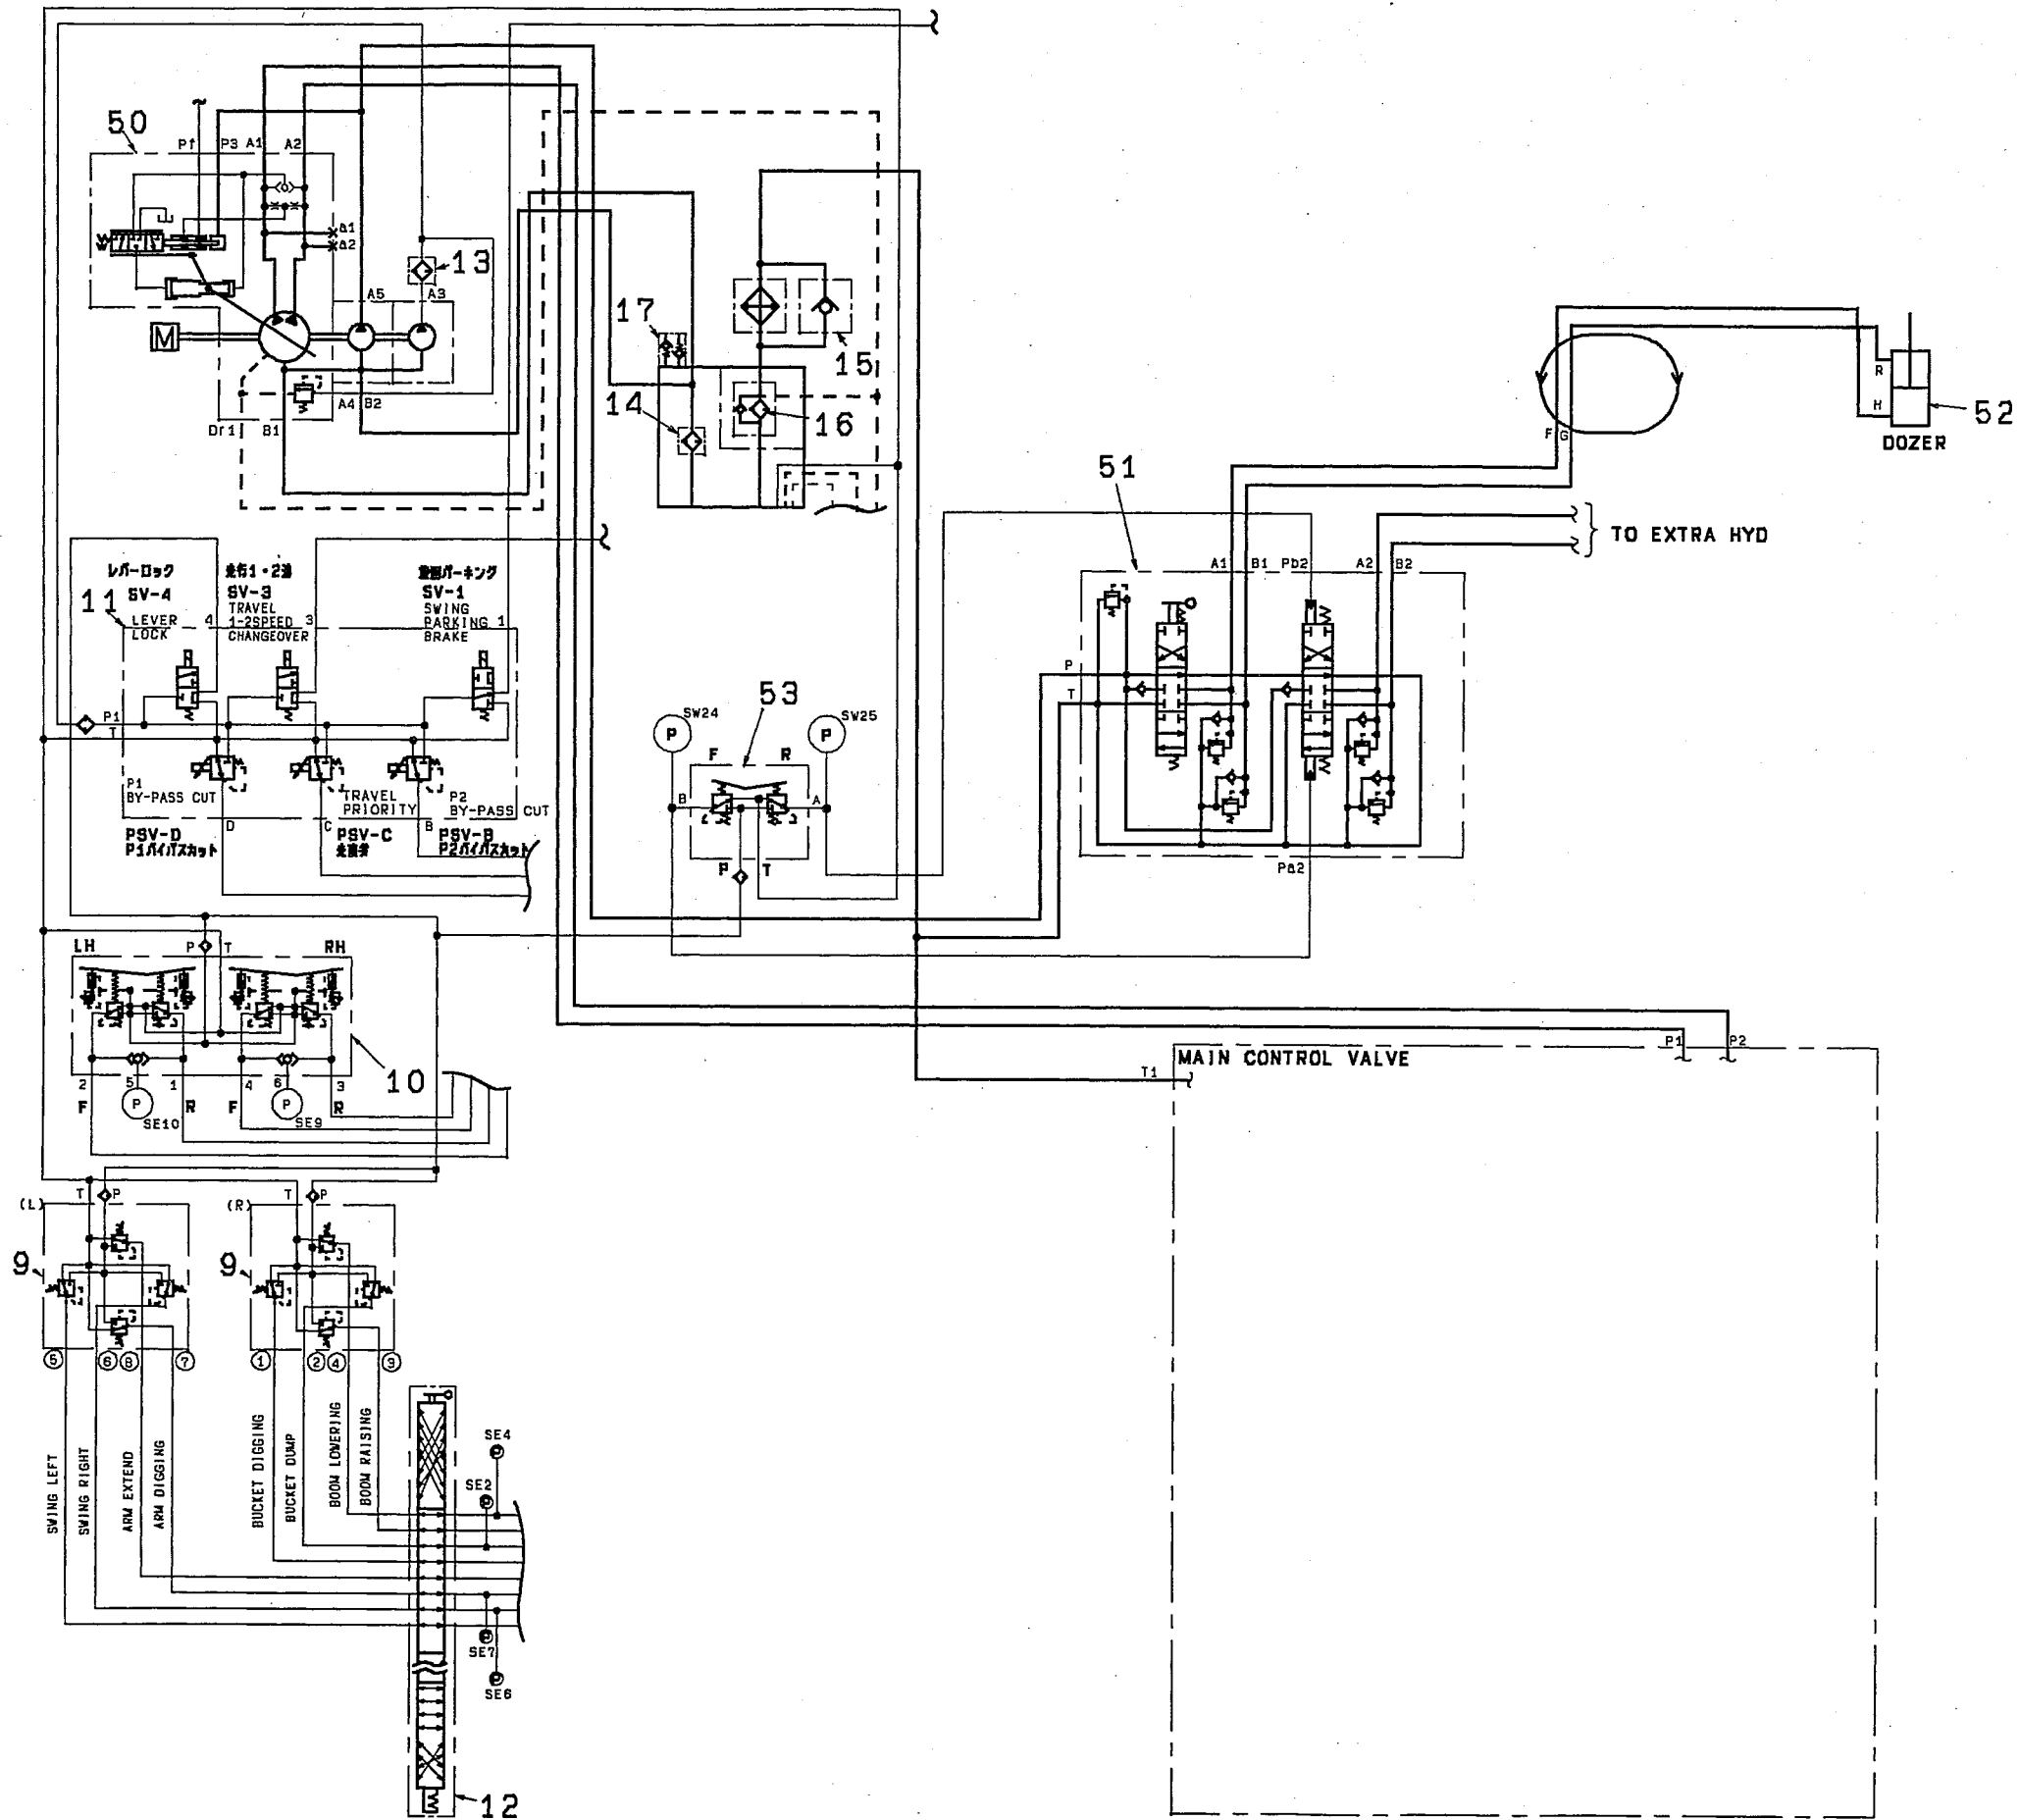 50
Pf
P3
A1
A2
a1
a2
13
A5
A3
M
17
15
14
16
A4
B2
Dr1
B1
R
H
52
F
G
DOZER
51
TO EXTRA HYD
A1
B1
Pb2
A2
B2
レバーロック
SV-4
SV-3
SV-1
11
LEVER
LOCK
4
TRAVEL
1-2SPEED
CHANGEOVER
3
SWING
PARKING
BRAKE
1
P
T
P1
T
53
SW24
P
SW25
P
F
R
B
A
P
T
P1
BY-PASS CUT
TRAVEL
PRIORITY
P2
BY-PASS CUT
D
C
B
PSV-D
P1バイパスカット
PSV-C
PSV-B
P2バイパスカット
Pa2
LH
P
T
RH
10
2
5
1
4
6
3
F
P
R
F
P
R
SE10
SE9
MAIN CONTROL VALVE
P1
P2
T1
(L)
T
P
(R)
T
P
9
9
⑤
⑥
⑧
⑦
①
②
④
③
SWING LEFT
SWING RIGHT
ARM EXTEND
ARM DIGGING
BUCKET DIGGING
BUCKET DUMP
BOOM LOWERING
BOOM RAISING
SE4
SE2
SE7
SE6
12